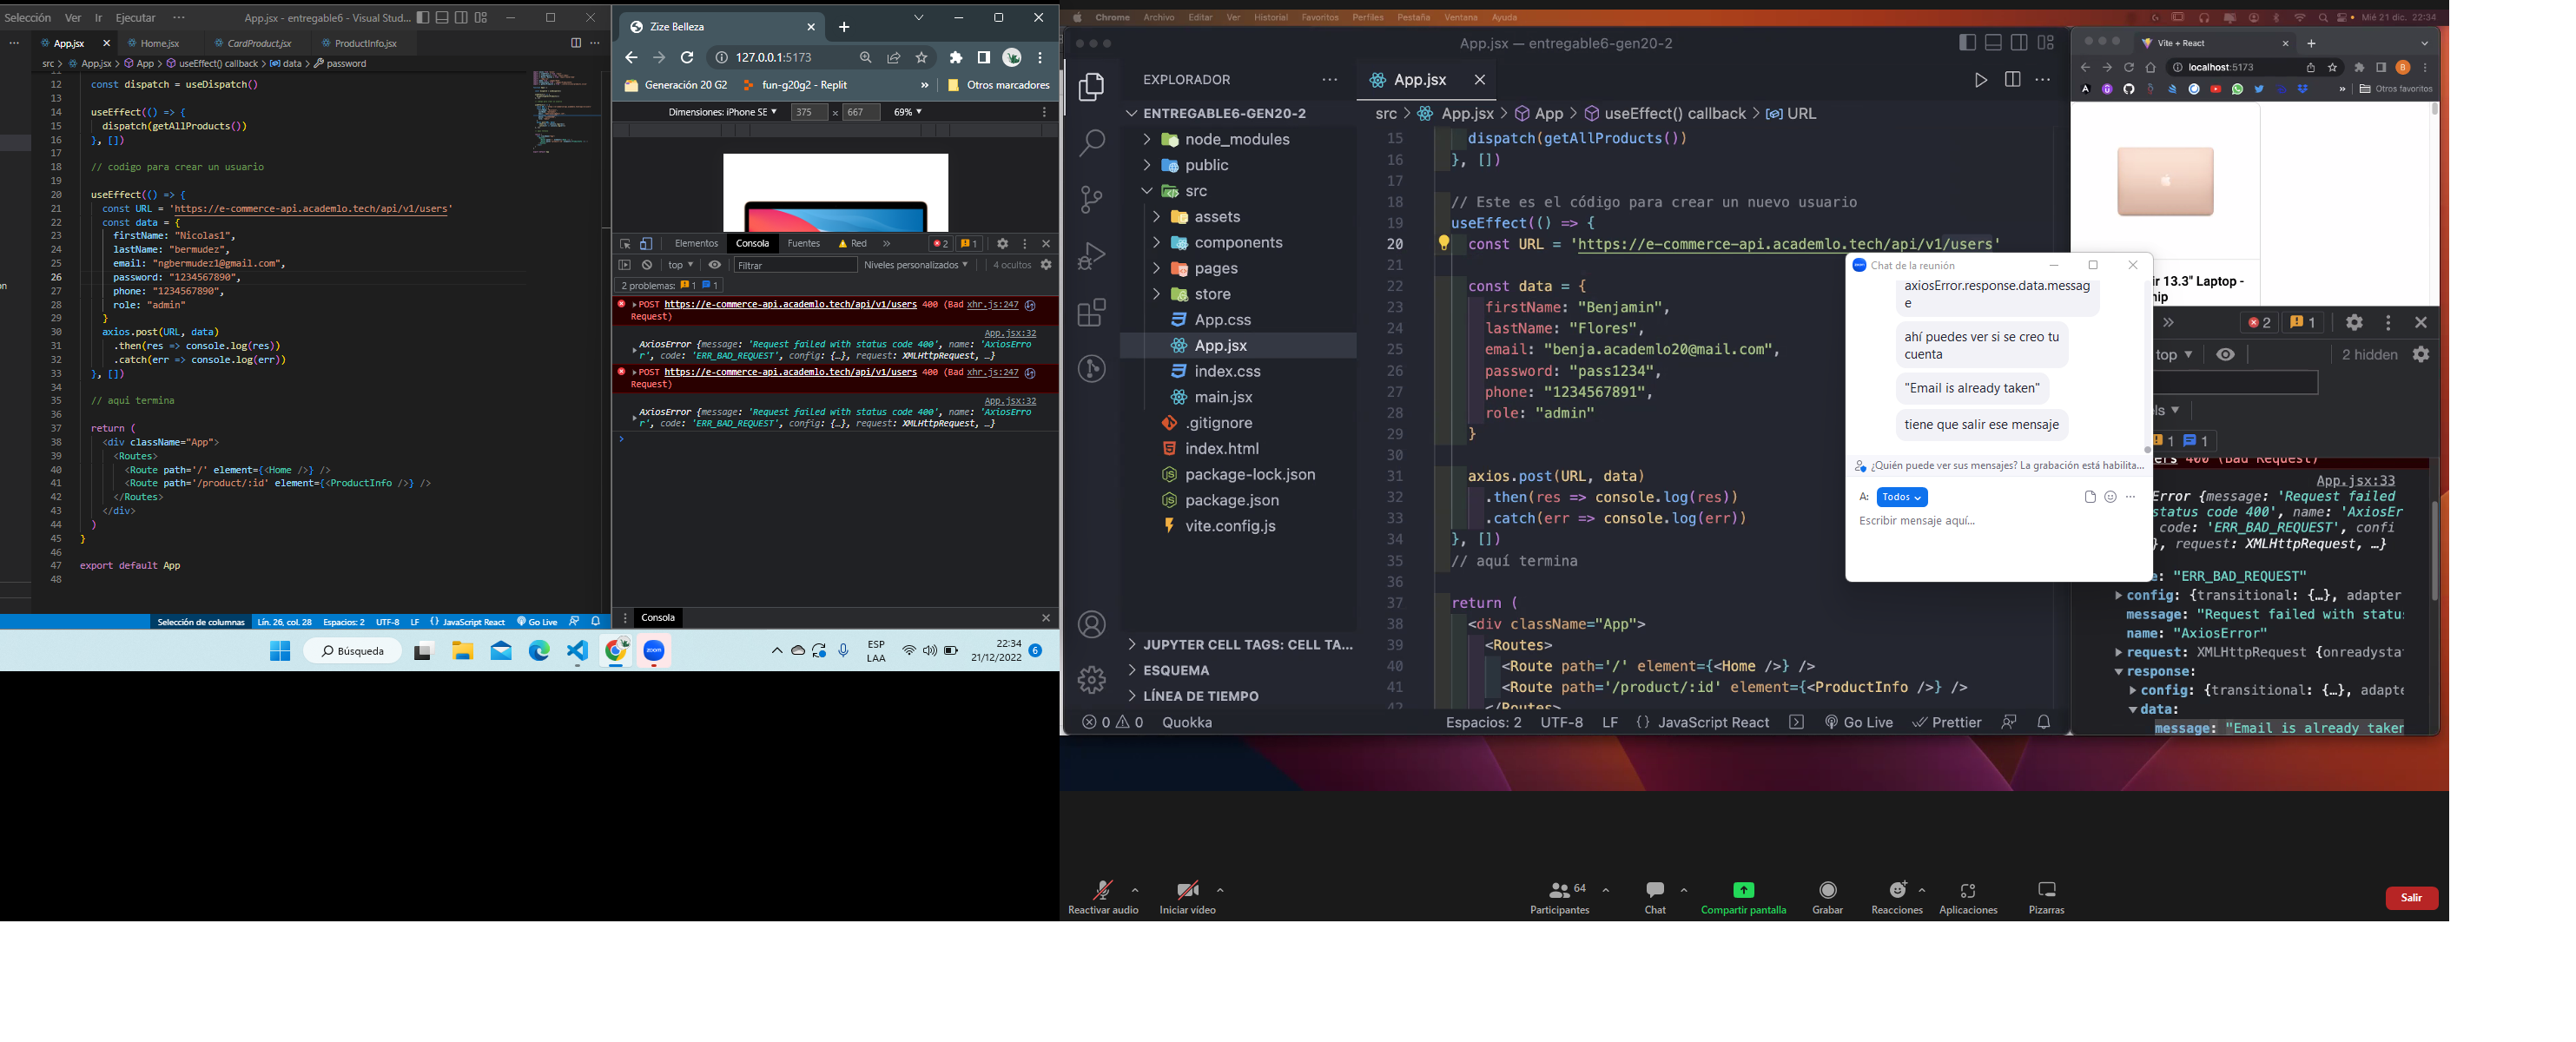 Selección Ver Ir Ejecutar ··· App.jsx - entregable6 - Visual Stud...
App.jsx Home.jsx CardProduct.jsx ProductInfo.jsx
src > App.jsx > App > useEffect() callback > data > password
12 const dispatch = useDispatch()
13
14 useEffect(() => {
15 dispatch(getAllProducts())
16 }, [])
17
18 // codigo para crear un usuario
19
20 useEffect(() => {
21 const URL = 'https://e-commerce-api.academlo.tech/api/v1/users'
22 const data = {
23 firstName: "Nicolas1",
24 lastName: "bermudez",
25 email: "ngbermudez1@gmail.com",
26 password: "1234567890",
27 phone: "1234567890",
28 role: "admin"
29 }
30 axios.post(URL, data)
31 .then(res => console.log(res))
32 .catch(err => console.log(err))
33 }, [])
34
35 // aqui termina
36
37 return (
38 <div className="App">
39 <Routes>
40 <Route path='/' element={<Home />} />
41 <Route path='/product/:id' element={<ProductInfo />} />
42 </Routes>
43 </div>
44 )
45 }
46
47 export default App
48
Selección de columnas Lín. 26, col. 28 Espacios: 2 UTF-8 LF {} JavaScript React Go Live
Búsqueda
zoom
ESP
LAA
22:34
21/12/2022
6
Zize Belleza
127.0.0.1:5173
Generación 20 G2 fun-g20g2 - Replit » Otros marcadores
Dimensiones: iPhone SE 375 × 667 69%
Elementos Consola Fuentes Red » 2 1
top Filtrar Niveles personalizados 4 ocultos
2 problemas: 1 1
POST https://e-commerce-api.academlo.tech/api/v1/users 400 (Bad xhr.js:247
Request)
App.jsx:32
AxiosError {message: 'Request failed with status code 400', name: 'AxiosErro
r', code: 'ERR_BAD_REQUEST', config: {…}, request: XMLHttpRequest, …}
POST https://e-commerce-api.academlo.tech/api/v1/users 400 (Bad xhr.js:247
Request)
App.jsx:32
AxiosError {message: 'Request failed with status code 400', name: 'AxiosErro
r', code: 'ERR_BAD_REQUEST', config: {…}, request: XMLHttpRequest, …}
Consola
Chrome Archivo Editar Ver Historial Favoritos Perfiles Pestaña Ventana Ayuda Mié 21 dic. 22:34
App.jsx — entregable6-gen20-2
EXPLORADOR ···
ENTREGABLE6-GEN20-2
node_modules
public
src
assets
components
pages
store
App.css
App.jsx
index.css
main.jsx
.gitignore
index.html
package-lock.json
package.json
vite.config.js
JUPYTER CELL TAGS: CELL TA...
ESQUEMA
LÍNEA DE TIEMPO
App.jsx
src > App.jsx > App > useEffect() callback > URL
15 dispatch(getAllProducts())
16 }, [])
17
18 // Este es el código para crear un nuevo usuario
19 useEffect(() => {
20 const URL = 'https://e-commerce-api.academlo.tech/api/v1/users'
21
22 const data = {
23 firstName: "Benjamin",
24 lastName: "Flores",
25 email: "benja.academlo20@mail.com",
26 password: "pass1234",
27 phone: "1234567891",
28 role: "admin"
29 }
30
31 axios.post(URL, data)
32 .then(res => console.log(res))
33 .catch(err => console.log(err))
34 }, [])
35 // aquí termina
36
37 return (
38 <div className="App">
39 <Routes>
40 <Route path='/' element={<Home />} />
41 <Route path='/product/:id' element={<ProductInfo />} />
42 </Routes>
0 0 Quokka Espacios: 2 UTF-8 LF {} JavaScript React Go Live Prettier
Chat de la reunión
axiosError.response.data.messag
e
ahí puedes ver si se creo tu
cuenta
"Email is already taken"
tiene que salir ese mensaje
¿Quién puede ver sus mensajes? La grabación está habilita...
A: Todos
Escribir mensaje aquí...
Vite + React
localhost:5173
» Otros favoritos
ir 13.3" Laptop -
hip
» 2 1
top 2 hidden
ls
1 1
ers 400 (Bad Request)
App.jsx:33
Error {message: 'Request failed
status code 400', name: 'AxiosEr
code: 'ERR_BAD_REQUEST', confi
}, request: XMLHttpRequest, …}
e: "ERR_BAD_REQUEST"
config: {transitional: {…}, adapter
message: "Request failed with statu
name: "AxiosError"
request: XMLHttpRequest {onreadysta
response:
config: {transitional: {…}, adapte
data:
message: "Email is already taken
Reactivar audio Iniciar video Participantes 64 Chat Compartir pantalla Grabar Reacciones Aplicaciones Pizarras Salir